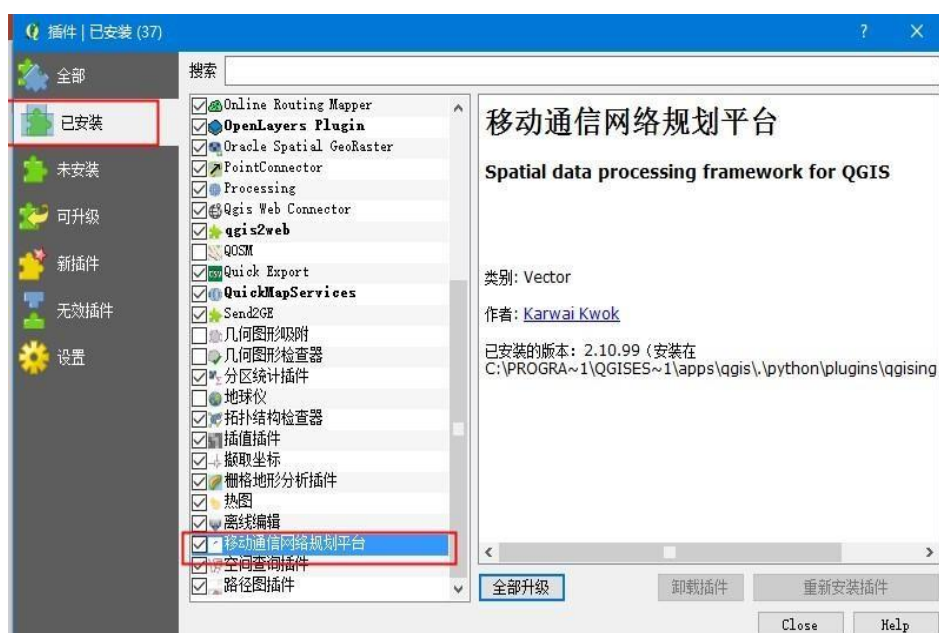 插件 | 已安装 (37)
?
全部
已安装
未安装
可升级
新插件
无效插件
设置
搜索
Online Routing Mapper
OpenLayers Plugin
Oracle Spatial GeoRaster
PointConnector
Processing
Qgis Web Connector
qgis2web
QOSM
Quick Export
QuickMapServices
Send2GE
几何图形吸附
几何图形检查器
分区统计插件
地球仪
拓扑结构检查器
插值插件
撷取坐标
栅格地形分析插件
热图
离线编辑
移动通信网络规划平台
空间查询插件
路径图插件
移动通信网络规划平台
Spatial data processing framework for QGIS
类别: Vector
作者: Karwai Kwok
已安装的版本: 2.10.99 (安装在
C:\PROGRA~1\QGISES~1\apps\qgis\.\python\plugins\qgising
全部升级
卸载插件
重新安装插件
Close
Help